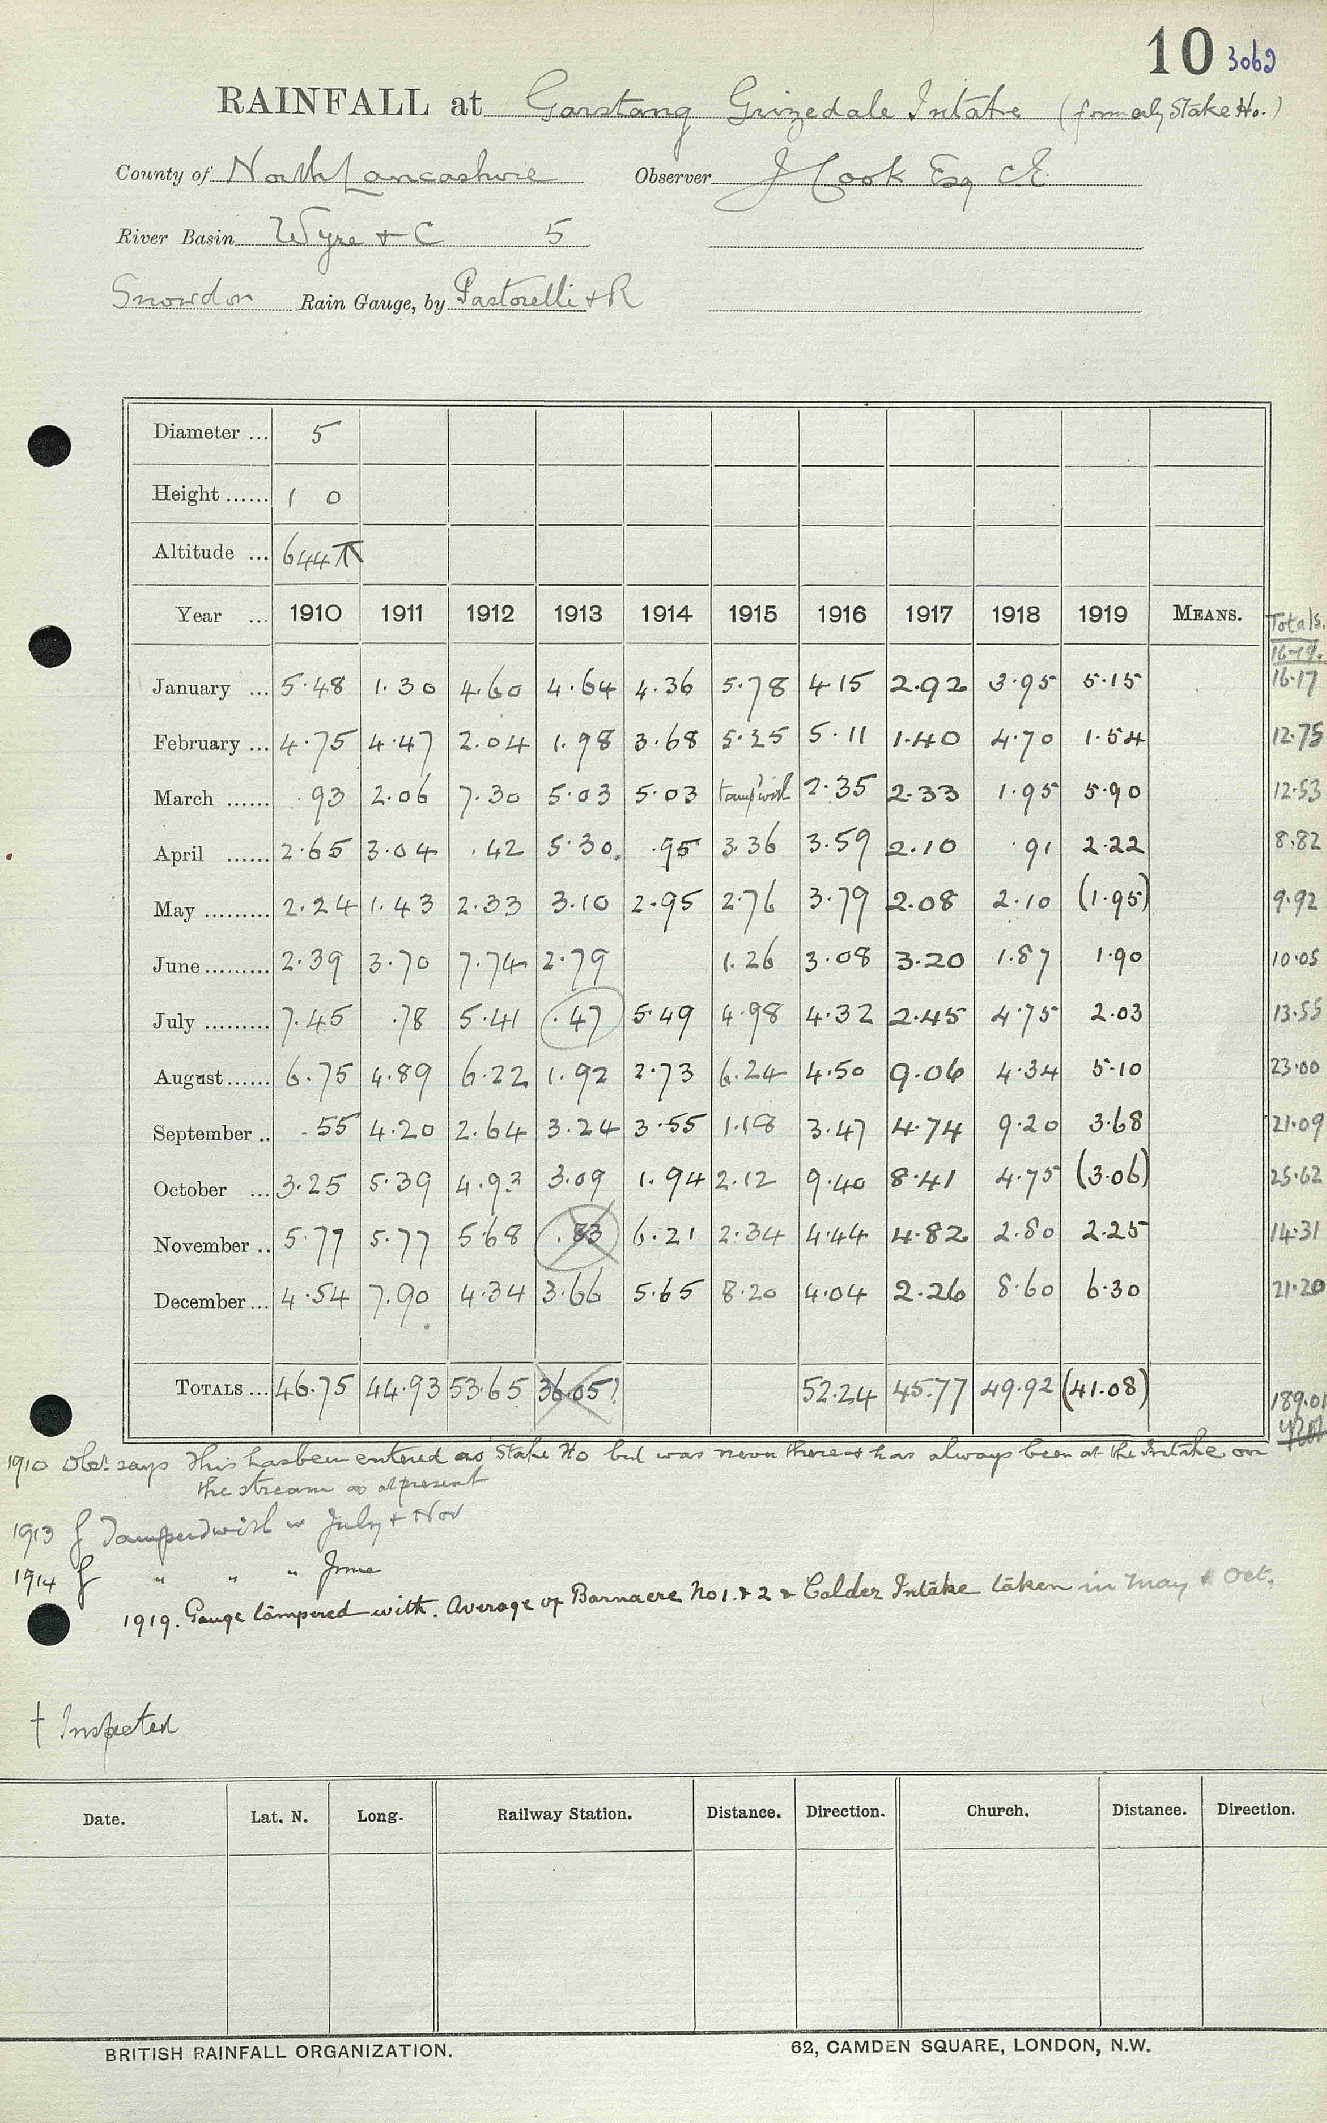 10 3069
RAINFALL at Garstang Grizedale Intake (formerly Stake Ho.)
County of North Lancashire Observer J Cook Esq CE
River Basin Wyre + C 5
Snowdon Rain Gauge, by Pastorelli + R
Diameter ... 5
Height ...... 1 0
Altitude ... 644
Year ... 1910 1911 1912 1913 1914 1915 1916 1917 1918 1919 MEANS. Totals.
16-19.
January ... 5.48 1.30 4.60 4.64 4.36 5.78 4.15 2.92 3.95 5.15 16.17
February ... 4.75 4.47 2.04 1.98 3.68 5.25 5.11 1.40 4.70 1.54 12.75
March ...... .93 2.06 7.30 5.03 5.03 tamp'd with 2.35 2.33 1.95 5.90 12.53
April ...... 2.65 3.04 .42 5.30. .95 3.36 3.59 2.10 .91 2.22 8.82
May ......... 2.24 1.43 2.33 3.10 2.95 2.76 3.79 2.08 2.10 (1.95) 9.92
June ......... 2.39 3.70 7.74 2.79 1.26 3.08 3.20 1.87 1.90 10.05
July ......... 7.45 .78 5.41 .47 5.49 4.98 4.32 2.45 4.75 2.03 13.55
August ...... 6.75 4.89 6.22 1.92 2.73 6.24 4.50 9.06 4.34 5.10 23.00
September .. .55 4.20 2.64 3.24 3.55 1.18 3.47 4.74 9.20 3.68 21.09
October ... 3.25 5.39 4.93 3.09 1.94 2.12 9.40 8.41 4.75 (3.06) 25.62
November .. 5.77 5.77 5.68 .83 6.21 2.34 4.44 4.82 2.80 2.25 14.31
December ... 4.54 7.90 4.34 3.66 5.65 8.20 4.04 2.26 8.60 6.30 21.20
TOTALS ... 46.75 44.93 53.65 36.05? 52.24 45.77 49.92 (41.08) 189.01
1910 Obsr. says this has been entered as Stake Ho but was never there & has always been at the Intake on
the stream as at present
1913 Tampered with in July + Nov
1914 " " " June
1919. Gauge tampered with. Average of Barnacre No 1. & 2 & Calder Intake taken in May & Oct.
† Inspected
Date. Lat. N. Long. Railway Station. Distance. Direction. Church. Distance. Direction.
BRITISH RAINFALL ORGANIZATION. 62, CAMDEN SQUARE, LONDON, N.W.